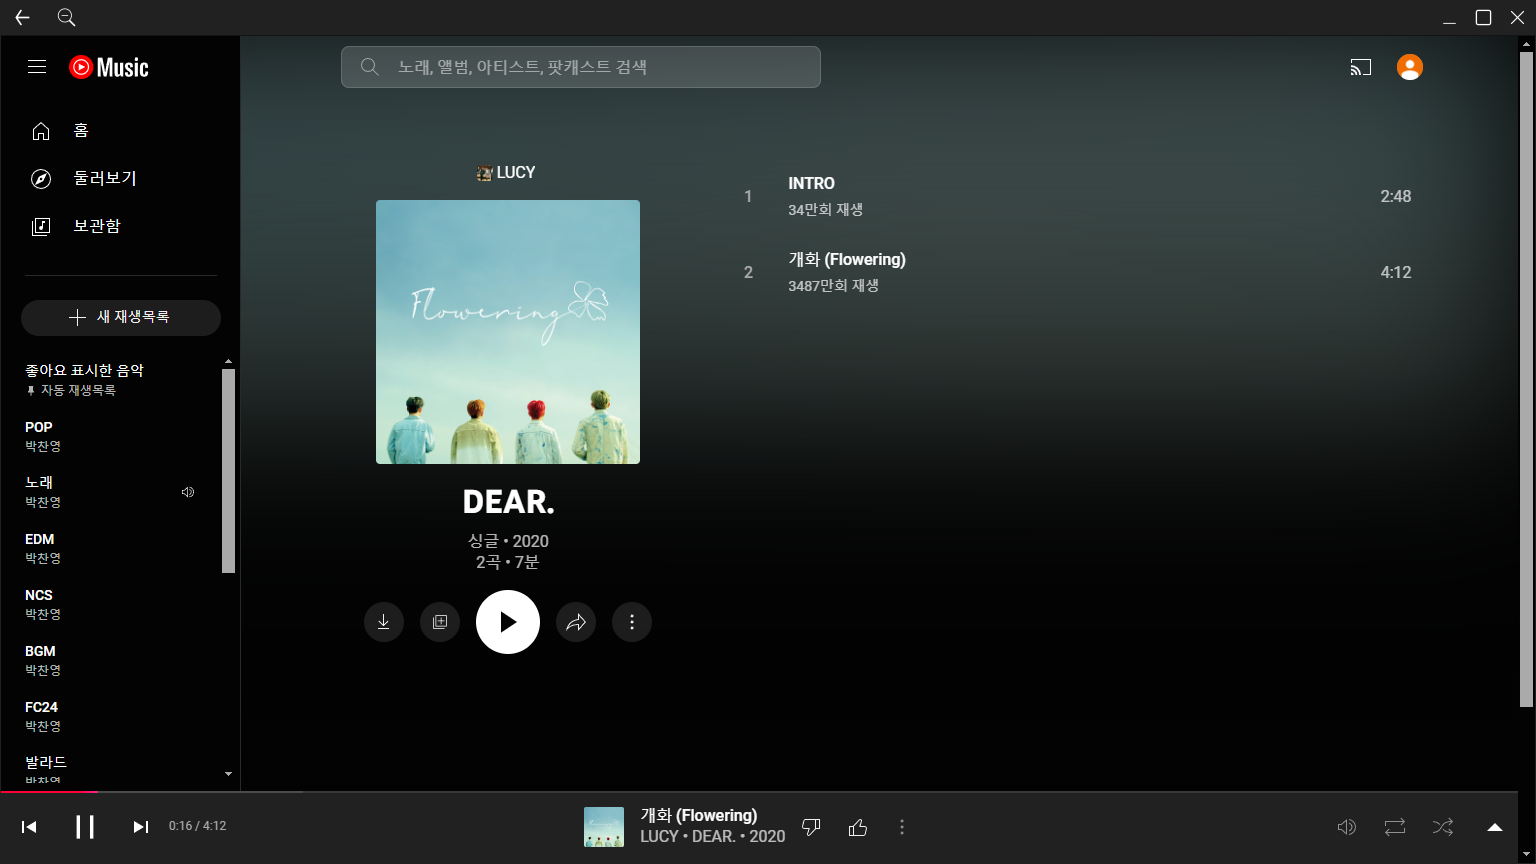 Music
노래, 앨범, 아티스트, 팟캐스트 검색
홈
둘러보기
보관함
새 재생목록
좋아요 표시한 음악
자동 재생목록
POP
박찬영
노래
박찬영
EDM
박찬영
NCS
박찬영
BGM
박찬영
FC24
박찬영
발라드
박찬영
LUCY
Flowering
DEAR.
싱글 • 2020
2곡 • 7분
1 INTRO 2:48
34만회 재생
2 개화 (Flowering) 4:12
3487만회 재생
0:16 / 4:12
개화 (Flowering)
LUCY • DEAR. • 2020